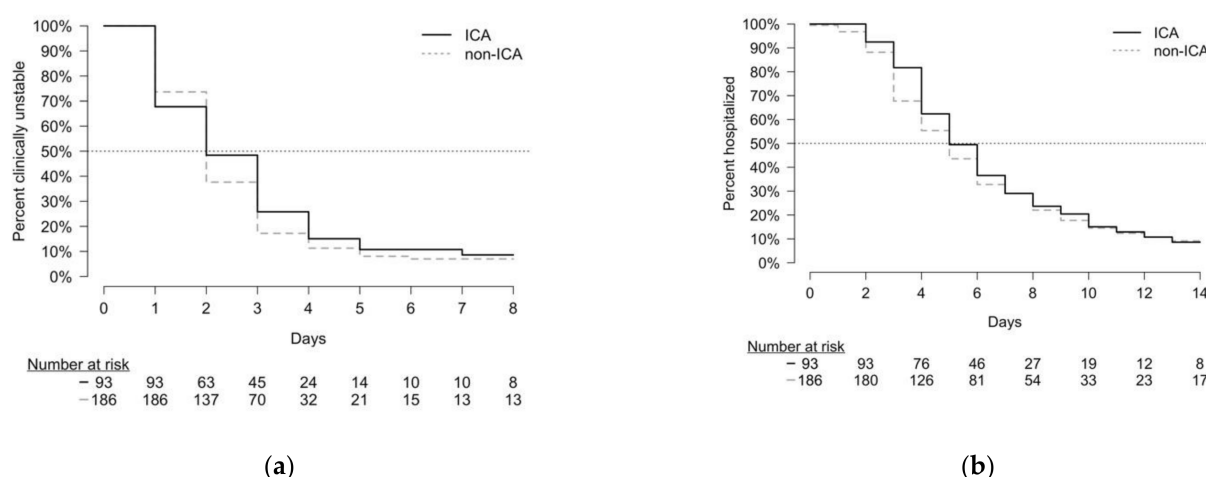 ICA
non-ICA
Percent clinically unstable
100%
90%
80%
70%
60%
50%
40%
30%
20%
10%
0%
0 1 2 3 4 5 6 7 8
Days
Number at risk
93 93 63 45 24 14 10 10 8
186 186 137 70 32 21 15 13 13
(a)
ICA
non-ICA
Percent hospitalized
100%
90%
80%
70%
60%
50%
40%
30%
20%
10%
0%
0 2 4 6 8 10 12 14
Days
Number at risk
93 93 76 46 27 19 12 8
186 180 126 81 54 33 23 17
(b)